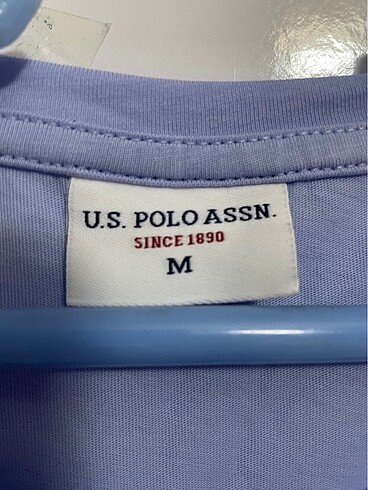 U.S. POLO ASSN.
SINCE 1890
M